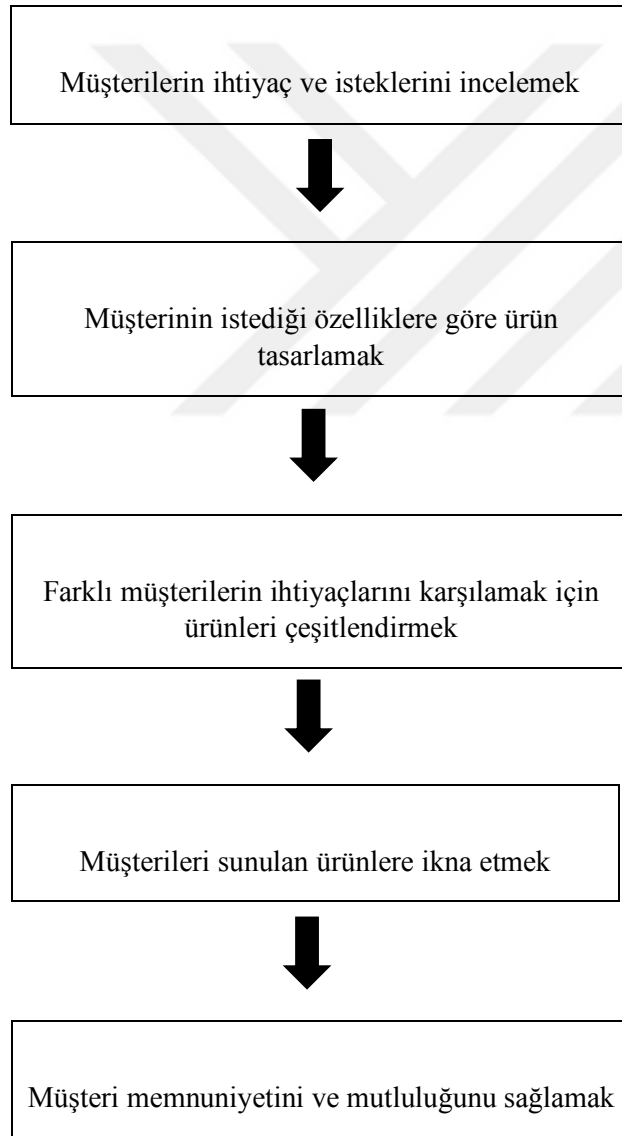 Müşterilerin ihtiyaç ve isteklerini incelemek
Müşterinin istediği özelliklere göre ürün
tasarlamak
Farklı müşterilerin ihtiyaçlarını karşılamak için
ürünleri çeşitlendirmek
Müşterileri sunulan ürünlere ikna etmek
Müşteri memnuniyetini ve mutluluğunu sağlamak